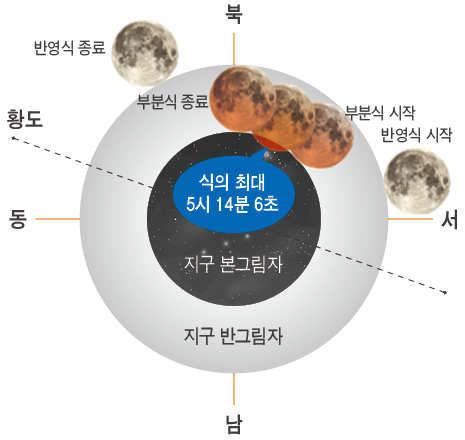 북
반영식 종료
부분식 종료
부분식 시작
황도
반영식 시작
식의 최대
5시 14분 6초
동
서
지구 본그림자
지구 반그림자
남